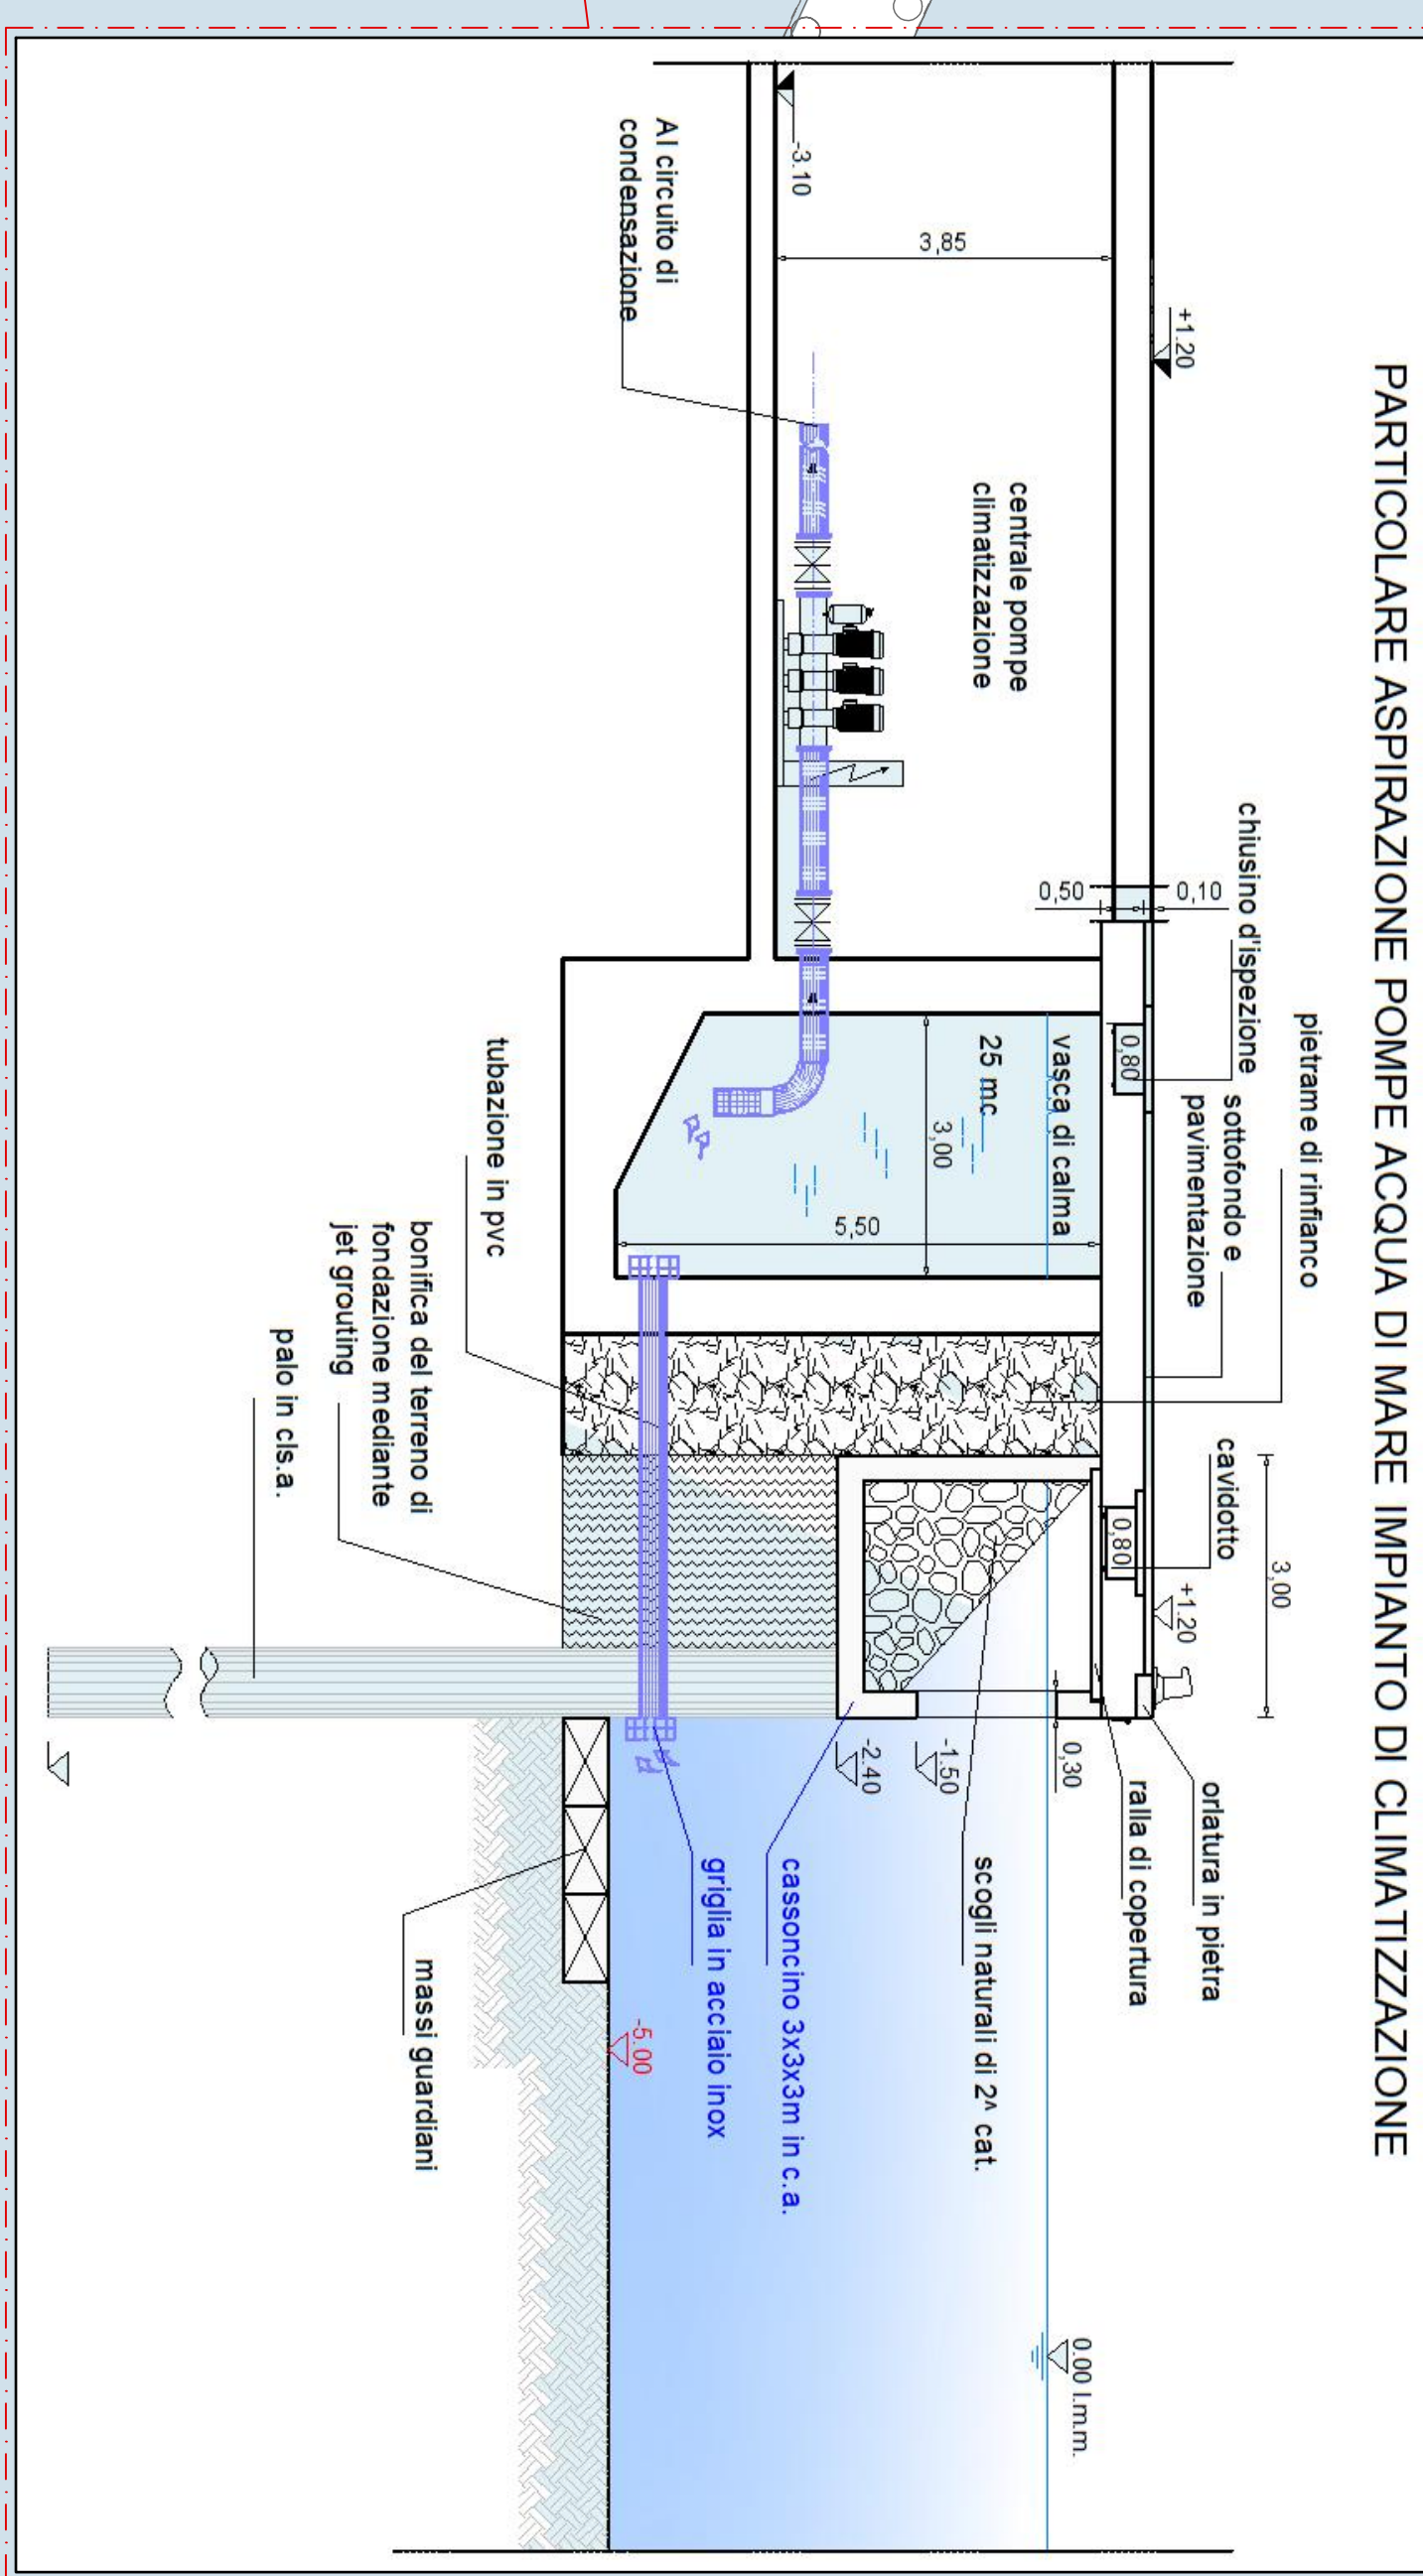 PARTICOLARE ASPIRAZIONE POMPE ACQUA DI MARE IMPIANTO DI CLIMATIZZAZIONE
pietrame di rinfianco
3,00
chiusino d'ispezione
sottofondo e
pavimentazione
cavidotto
orlatura in pietra
+1.20
0,10
+1.20
ralla di copertura
0,50
0,80
0,80
0,30
0.00 l.m.m.
vasca di calma
25 mc
centrale pompe
climatizzazione
3,85
3,00
5,50
-1.50
-2.40
scogli naturali di 2^ cat.
-3.10
cassoncino 3x3x3m in c.a.
griglia in acciaio inox
Al circuito di
condensazione
-5.00
tubazione in pvc
bonifica del terreno di
fondazione mediante
jet grouting
massi guardiani
palo in cls.a.